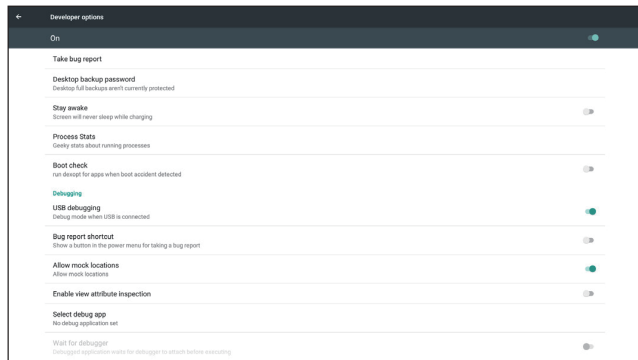 Developer options
On
Take bug report
Desktop backup password
Desktop full backups aren't currently protected
Stay awake
Screen will never sleep while charging
Process Stats
Geeky stats about running processes
Boot check
run dexopt for apps when boot accident detected
Debugging
USB debugging
Debug mode when USB is connected
Bug report shortcut
Show a button in the power menu for taking a bug report
Allow mock locations
Allow mock locations
Enable view attribute inspection
Select debug app
No debug application set
Wait for debugger
Debugged application waits for debugger to attach before executing